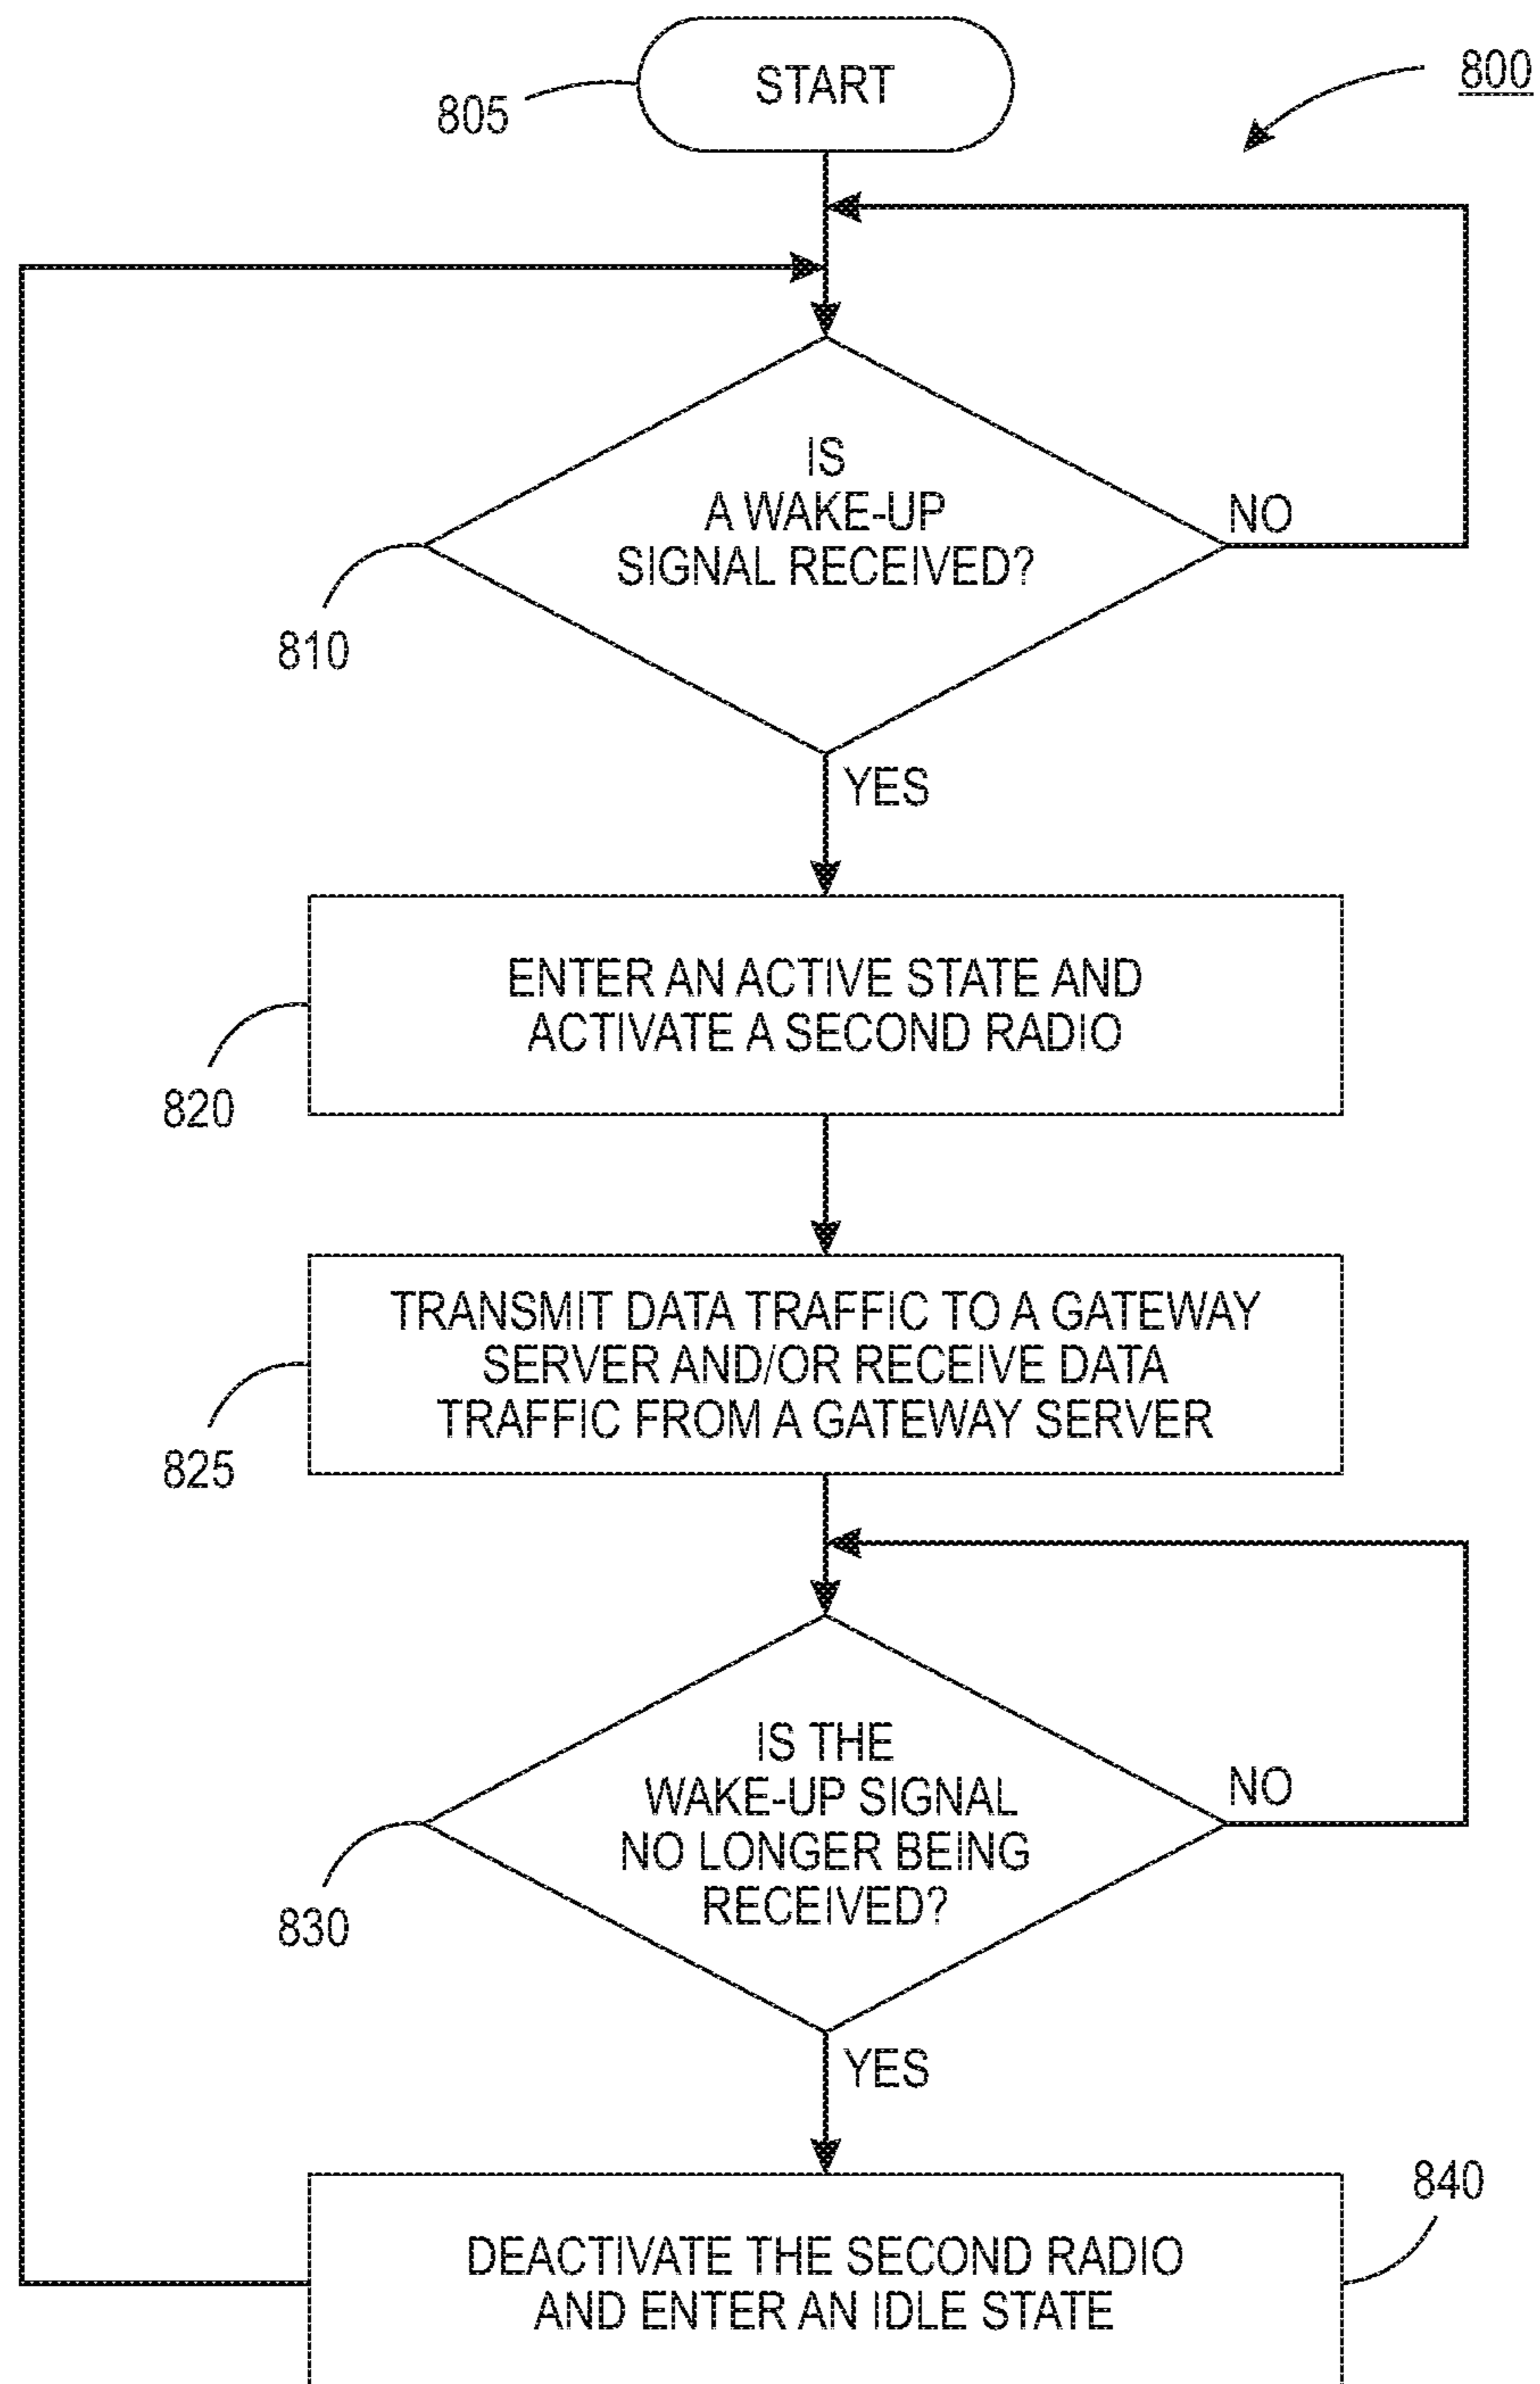 START
805
800
IS
A WAKE-UP
SIGNAL RECEIVED?
NO
810
YES
ENTER AN ACTIVE STATE AND
ACTIVATE A SECOND RADIO
820
TRANSMIT DATA TRAFFIC TO A GATEWAY
SERVER AND/OR RECEIVE DATA
TRAFFIC FROM A GATEWAY SERVER
825
IS THE
WAKE-UP SIGNAL
NO LONGER BEING
RECEIVED?
NO
830
YES
840
DEACTIVATE THE SECOND RADIO
AND ENTER AN IDLE STATE